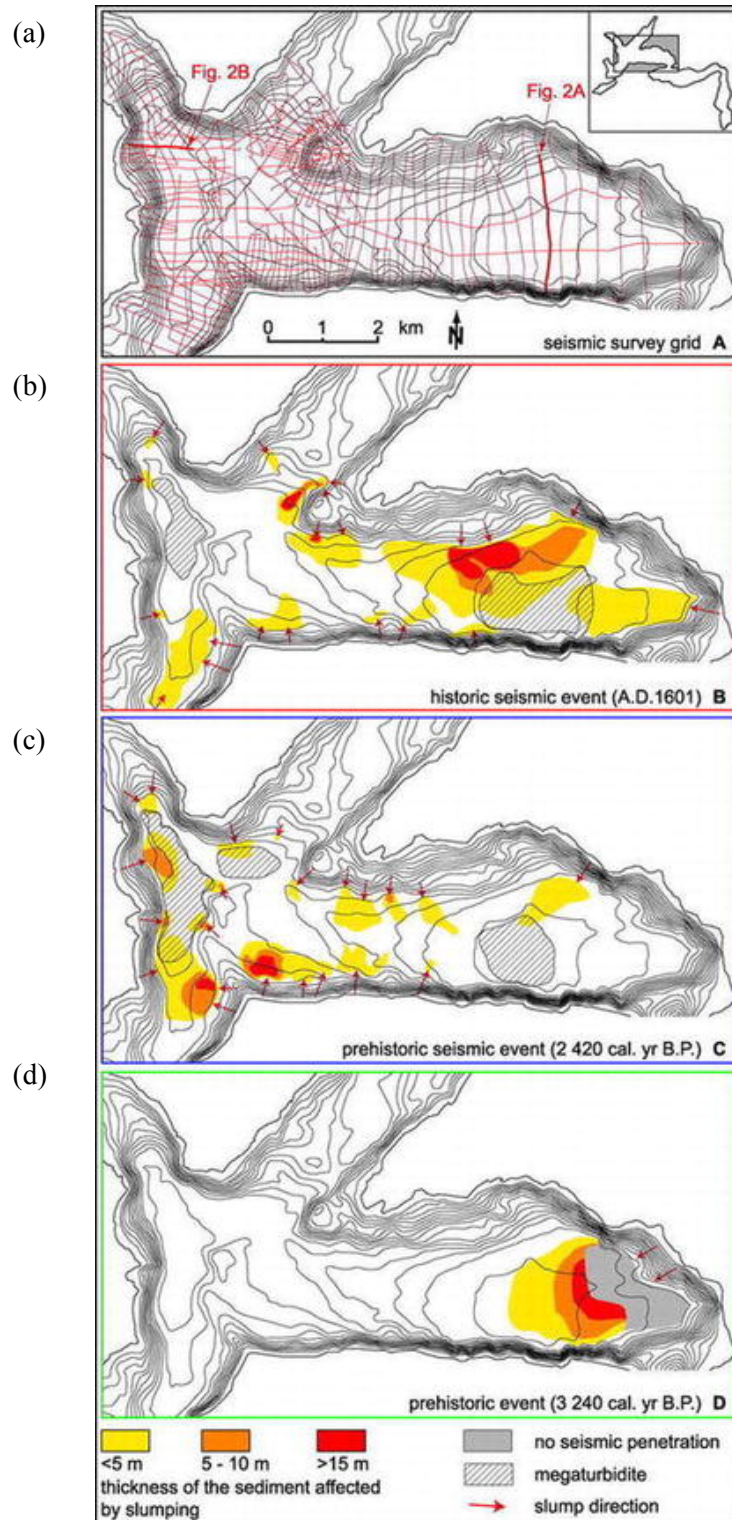 (a)
Fig. 2B
Fig. 2A
0 1 2 km
N
seismic survey grid A
(b)
historic seismic event (A.D.1601) B
(c)
prehistoric seismic event (2 420 cal. yr B.P.) C
(d)
prehistoric event (3 240 cal. yr B.P.) D
<5 m
5 - 10 m
>15 m
thickness of the sediment affected
by slumping
no seismic penetration
megaturbidite
slump direction